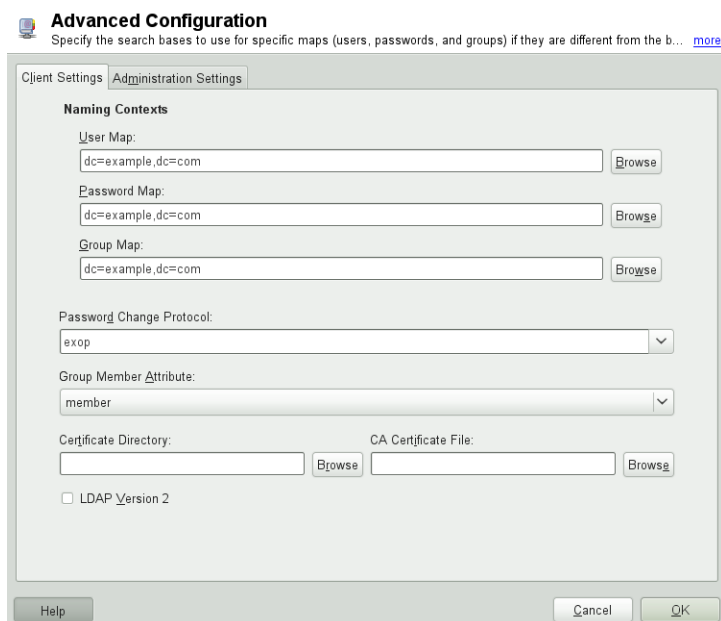 Advanced Configuration
Specify the search bases to use for specific maps (users, passwords, and groups) if they are different from the b... more
Client Settings Administration Settings
Naming Contexts
User Map:
dc=example,dc=com Browse
Password Map:
dc=example,dc=com Browse
Group Map:
dc=example,dc=com Browse
Password Change Protocol:
exop
Group Member Attribute:
member
Certificate Directory: CA Certificate File:
Browse Browse
LDAP Version 2
Help Cancel OK